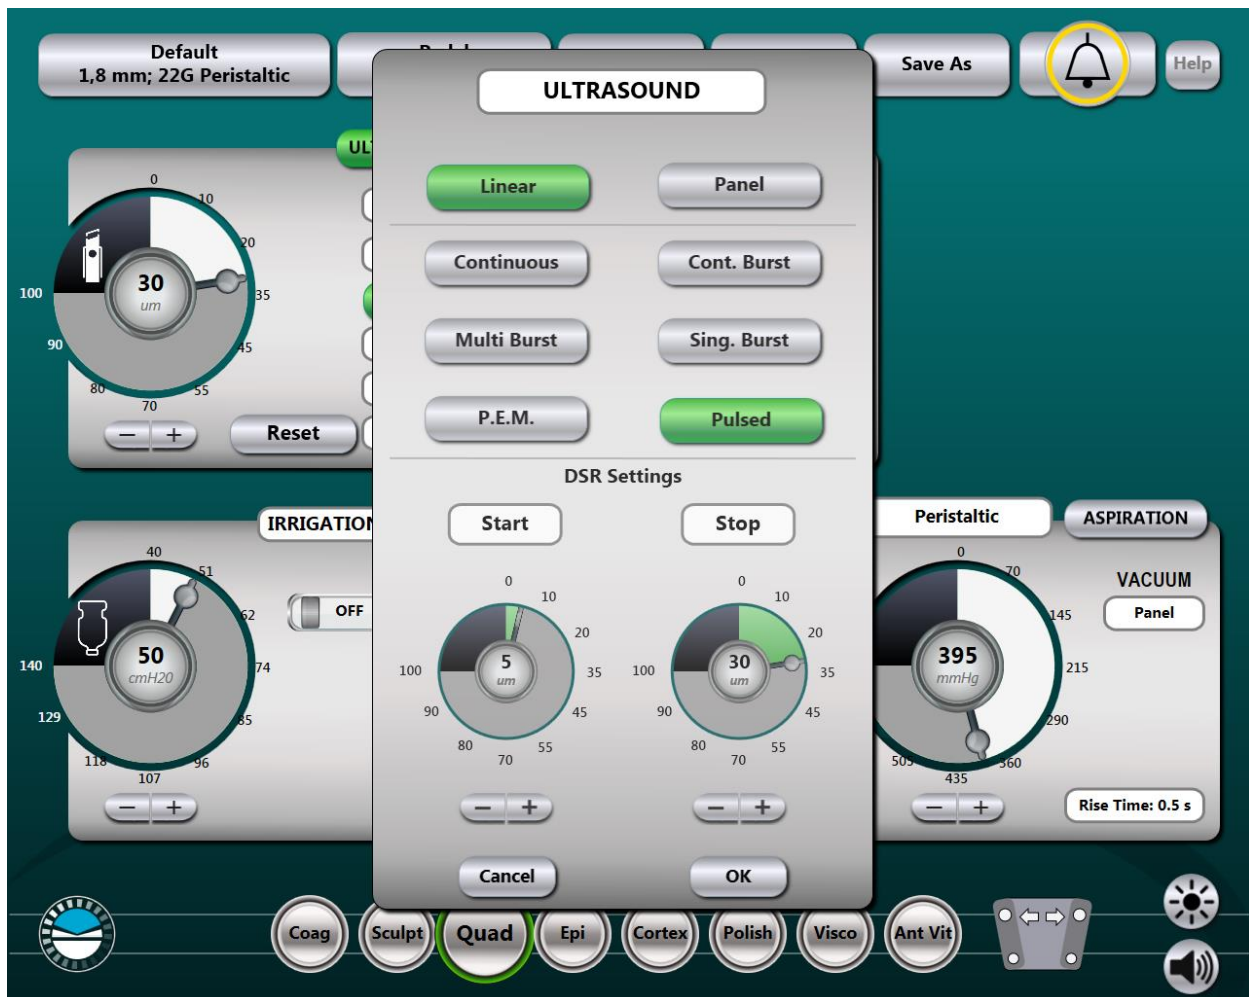 Default
1,8 mm; 22G Peristaltic
Save As
Help
ULTRASOUND
Linear
Panel
Continuous
Cont. Burst
Multi Burst
Sing. Burst
P.E.M.
Pulsed
DSR Settings
Start
Stop
0
10
20
35
45
55
70
80
90
100
5
um
0
10
20
35
45
55
70
80
90
100
30
um
Cancel
OK
UL
0
10
20
35
45
55
70
80
90
100
30
um
Reset
IRRIGATION
40
51
62
74
85
96
107
118
129
140
50
cmH20
OFF
Peristaltic
ASPIRATION
0
70
145
215
290
360
435
505
395
mmHg
VACUUM
Panel
Rise Time: 0.5 s
Coag
Sculpt
Quad
Epi
Cortex
Polish
Visco
Ant Vit